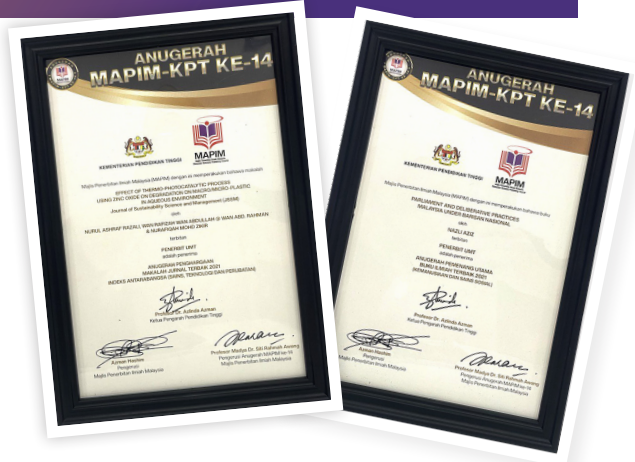 ANUGERAH
MAPIM-KPT KE-14
KEMENTERIAN PENDIDIKAN TINGGI
MAPIM
Majlis Penerbitan Ilmiah Malaysia (MAPIM) dengan ini memperakukan bahawa makalah
EFFECT OF THERMO-PHOTOCATALYTIC PROCESS
USING ZINC OXIDE ON DEGRADATION ON MACRO/MICRO-PLASTIC
IN AQUEOUS ENVIRONMENT
Journal of Sustainability Science and Management (JSSM)
oleh
NURUL ASHRAF RAZALI, WAN RAFIZAH WAN ABDULLAH @ WAN ABD. RAHMAN
& NURAFIQAH MOHD ZIKIR
terbitan
PENERBIT UMT
adalah penerima
ANUGERAH PENGHARGAAN
MAKALAH JURNAL TERBAIK 2021
INDEKS ANTARABANGSA (SAINS, TEKNOLOGI DAN PERUBATAN)
Profesor Dr. Azlinda Azman
Ketua Pengarah Pendidikan Tinggi
Azman Hashim
Pengerusi
Majlis Penerbitan Ilmiah Malaysia
Profesor Madya Dr. Siti Rahmah Awang
Pengerusi Anugerah MAPIM ke-14
Majlis Penerbitan Ilmiah Malaysia
ANUGERAH
MAPIM-KPT KE-14
KEMENTERIAN PENDIDIKAN TINGGI
MAPIM
Majlis Penerbitan Ilmiah Malaysia (MAPIM) dengan ini memperakukan bahawa buku
PARLIAMENT AND DELIBERATIVE PRACTICES
MALAYSIA UNDER BARISAN NASIONAL
oleh
NAZLI AZIZ
terbitan
PENERBIT UMT
adalah penerima
ANUGERAH PEMENANG UTAMA
BUKU ILMIAH TERBAIK 2021
(KEMANUSIAAN DAN SAINS SOSIAL)
Profesor Dr. Azlinda Azman
Ketua Pengarah Pendidikan Tinggi
Azman Hashim
Pengerusi
Majlis Penerbitan Ilmiah Malaysia
Profesor Madya Dr. Siti Rahmah Awang
Pengerusi Anugerah MAPIM ke-14
Majlis Penerbitan Ilmiah Malaysia